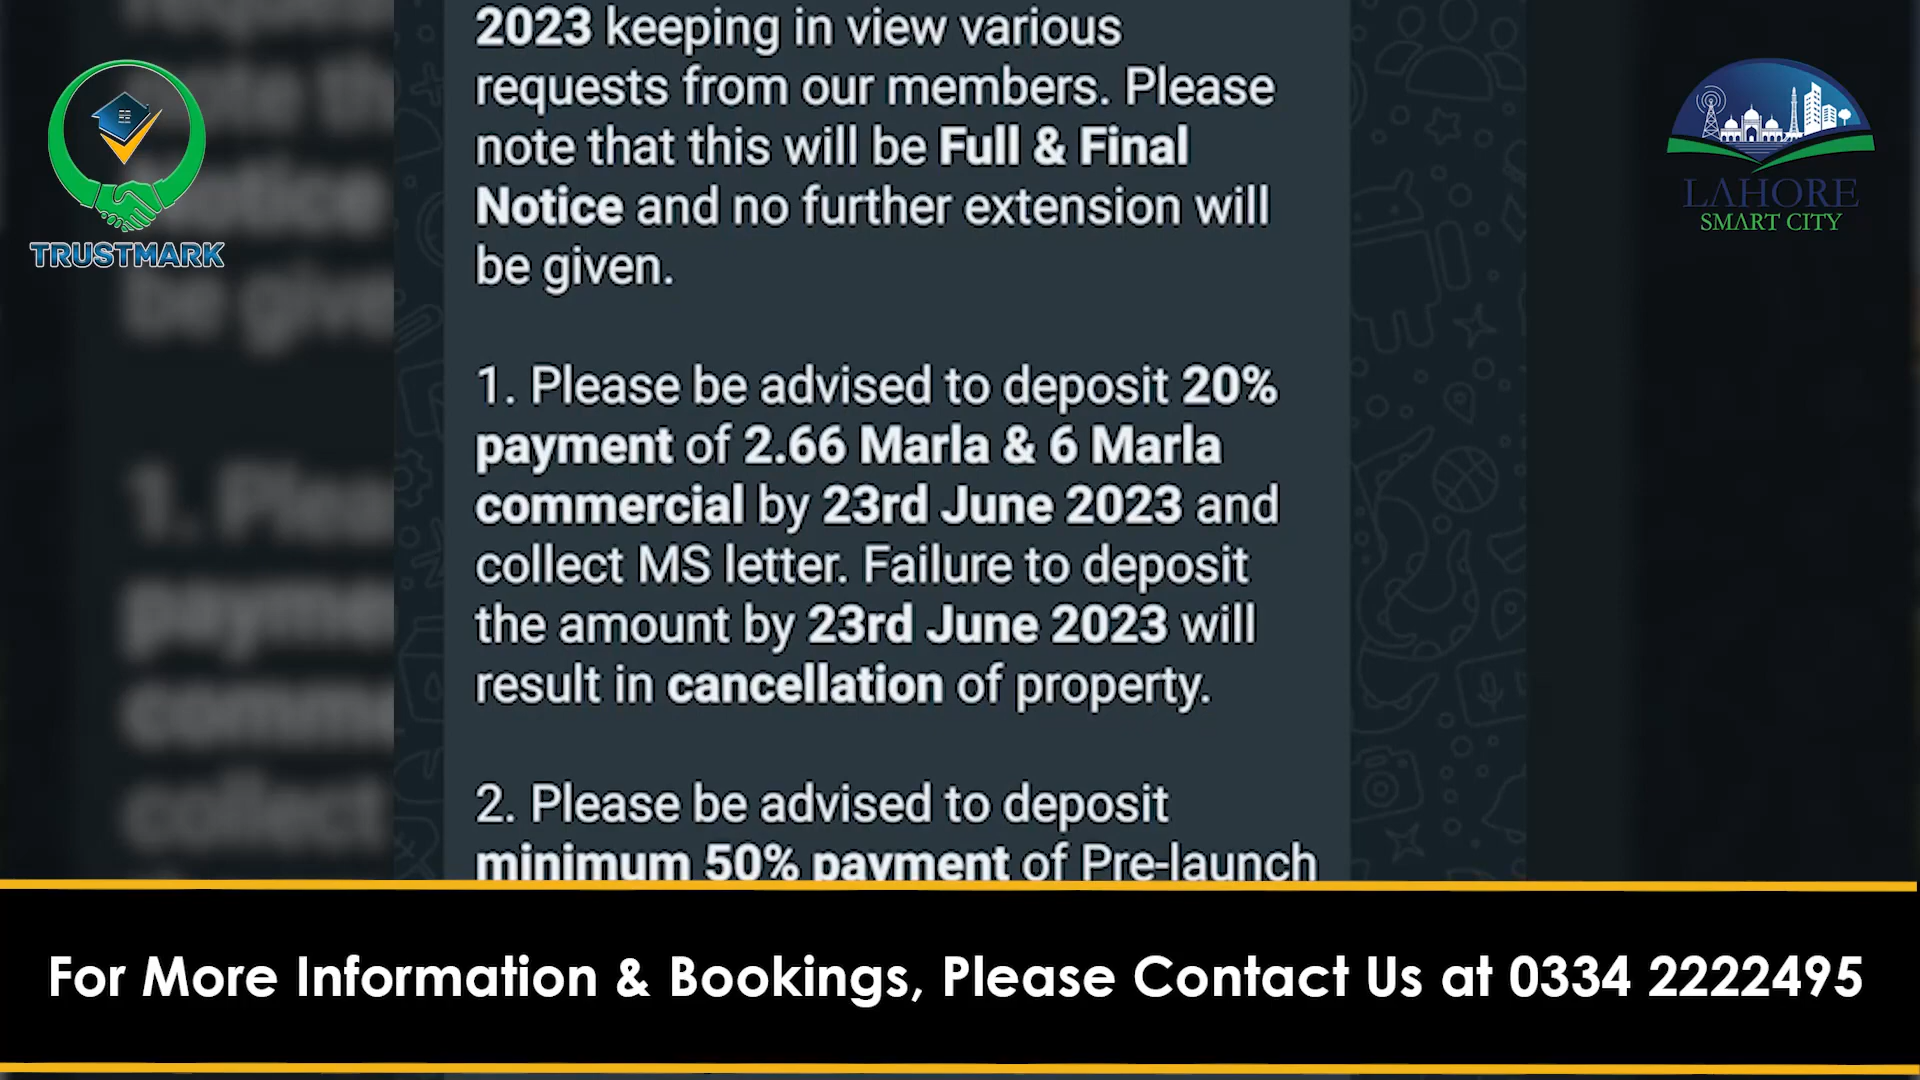 2023 keeping in view various
requests from our members. Please
note that this will be Full & Final
Notice and no further extension will
be given.
1. Please be advised to deposit 20%
payment of 2.66 Marla & 6 Marla
commercial by 23rd June 2023 and
collect MS letter. Failure to deposit
the amount by 23rd June 2023 will
result in cancellation of property.
2. Please be advised to deposit
minimum 50% payment of Pre-launch
TRUSTMARK
LAHORE
SMART CITY
For More Information & Bookings, Please Contact Us at 0334 2222495